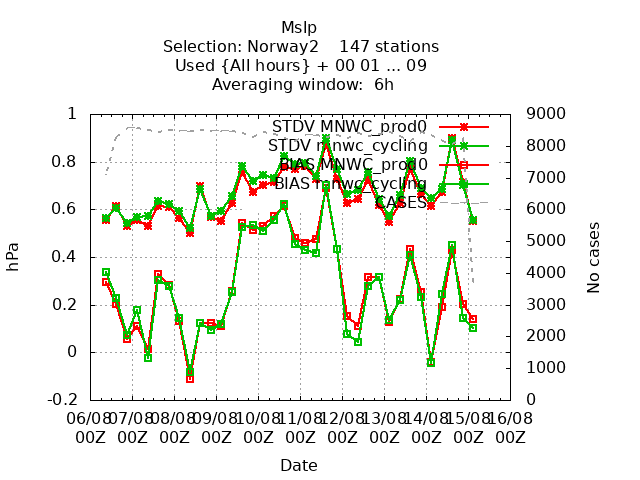 Mslp
Selection: Norway2 147 stations
Used {All hours} + 00 01 ... 09
Averaging window: 6h
1
0.8
0.6
0.4
0.2
0
-0.2
hPa
STDV MNWC_prod0
STDV mnwc_cycling
BIAS MNWC_prod0
BIAS mnwc_cycling
CASES
9000
8000
7000
6000
5000
4000
3000
2000
1000
0
No cases
06/08 07/08 08/08 09/08 10/08 11/08 12/08 13/08 14/08 15/08 16/08
00Z 00Z 00Z 00Z 00Z 00Z 00Z 00Z 00Z 00Z 00Z
Date